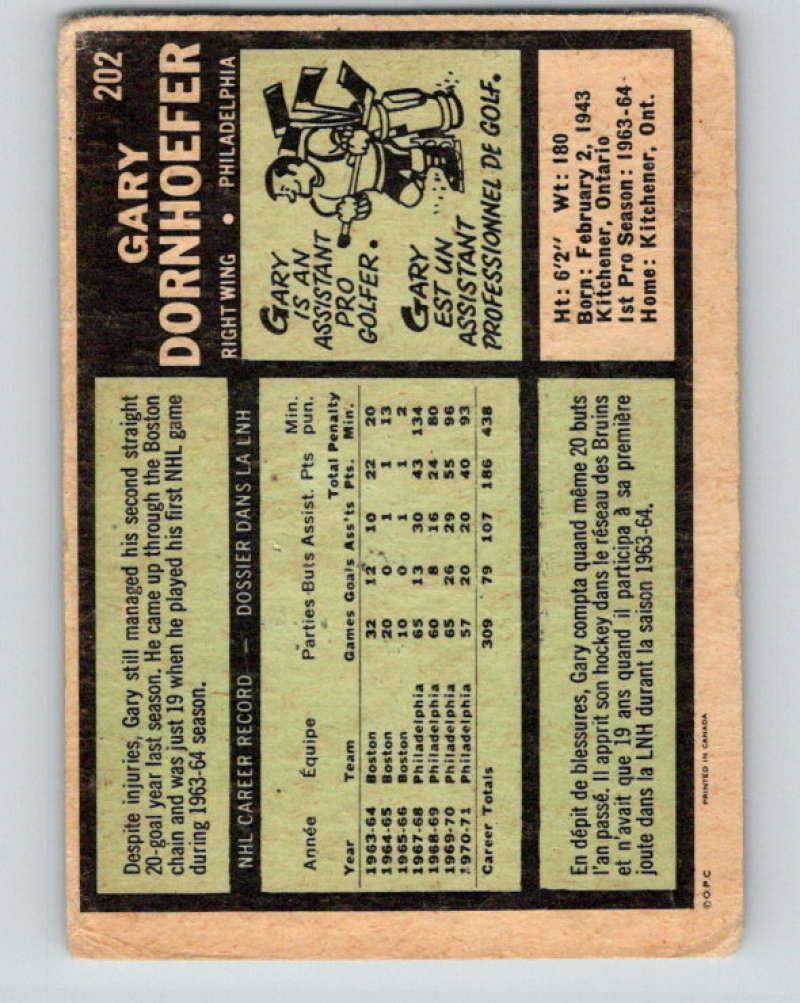 202
GARY
DORNHOEFER
RIGHT WING • PHILADELPHIA
GARY
IS AN
ASSISTANT
PRO
GOLFER.
GARY
EST UN
ASSISTANT
PROFESSIONNEL DE GOLF.
Ht: 6'2" Wt: 180
Born: February 2, 1943
Kitchener, Ontario
1st Pro Season: 1963-64
Home: Kitchener, Ont.
Despite injuries, Gary still managed his second straight
20-goal year last season. He came up through the Boston
chain and was just 19 when he played his first NHL game
during 1963-64 season.
NHL CAREER RECORD — DOSSIER DANS LA LNH
Année Équipe Parties Buts Assist. Pts Min. pun.
Year Team Games Goals Ass'ts Total Pts. Penalty Min.
1963-64 Boston 32 12 10 22 20
1964-65 Boston 20 0 1 1 13
1965-66 Boston 10 0 1 1 2
1967-68 Philadelphia 65 13 30 43 134
1988-69 Philadelphia 60 8 16 24 80
1969-70 Philadelphia 65 26 29 55 96
1970-71 Philadelphia 57 20 20 40 93
Career Totals 309 79 107 186 438
En dépit de blessures, Gary compta quand même 20 buts
l'an passé. Il apprit son hockey dans le réseau des Bruins
et n'avait que 19 ans quand il participa à sa première
joute dans la LNH durant la saison 1963-64.
© O.P.C. PRINTED IN CANADA